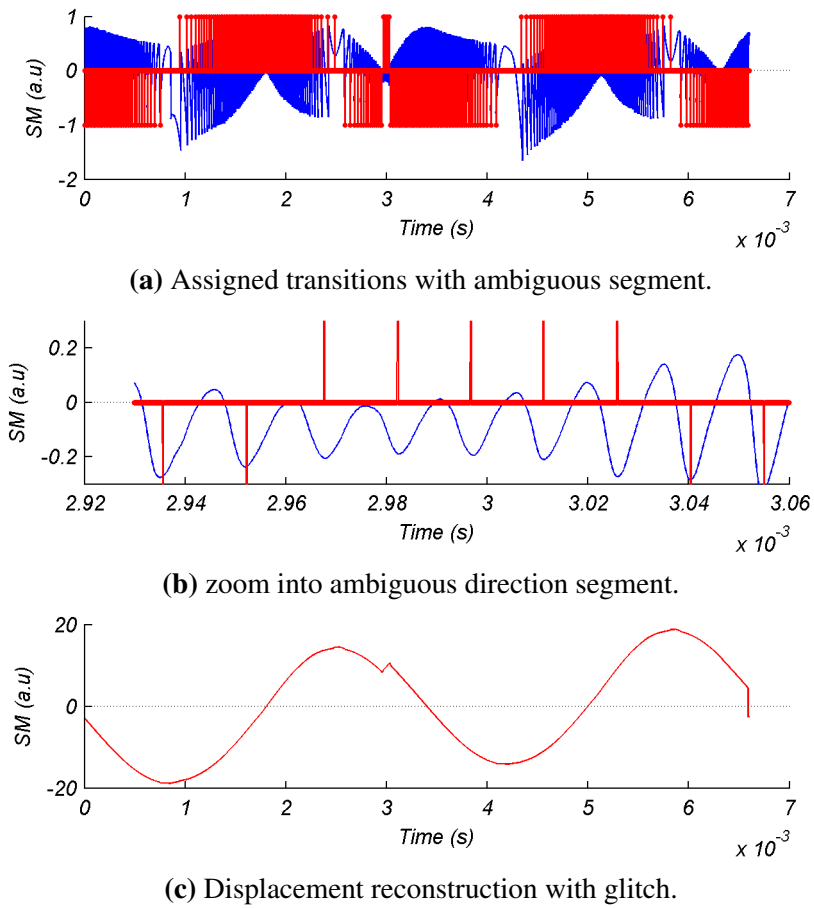 1
0
-1
-2
SM (a.u)
0 1 2 3 4 5 6 7
Time (s)
x 10⁻³
(a) Assigned transitions with ambiguous segment.
0.2
0
-0.2
SM (a.u)
2.92 2.94 2.96 2.98 3 3.02 3.04 3.06
Time (s)
x 10⁻³
(b) zoom into ambiguous direction segment.
20
0
-20
SM (a.u)
0 1 2 3 4 5 6 7
Time (s)
x 10⁻³
(c) Displacement reconstruction with glitch.